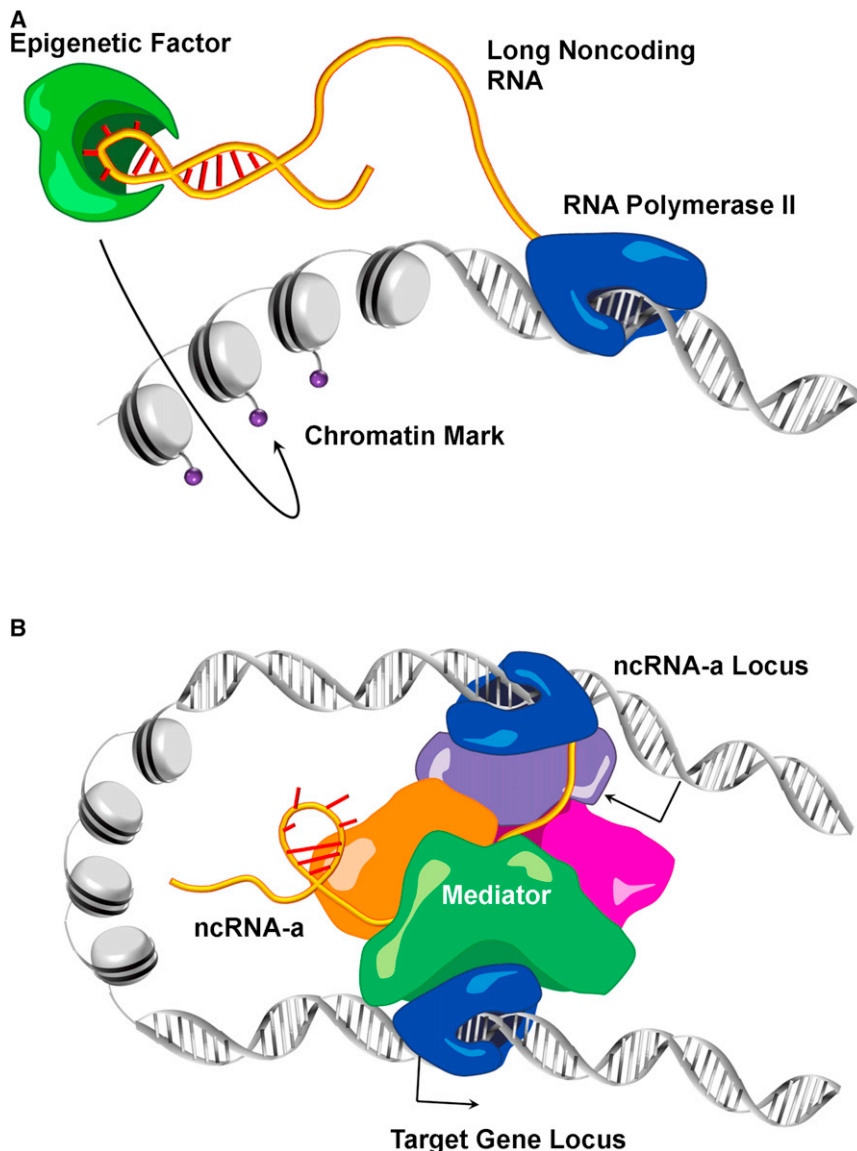 A
Epigenetic Factor
Long Noncoding
RNA
RNA Polymerase II
Chromatin Mark
B
ncRNA-a Locus
Mediator
ncRNA-a
Target Gene Locus